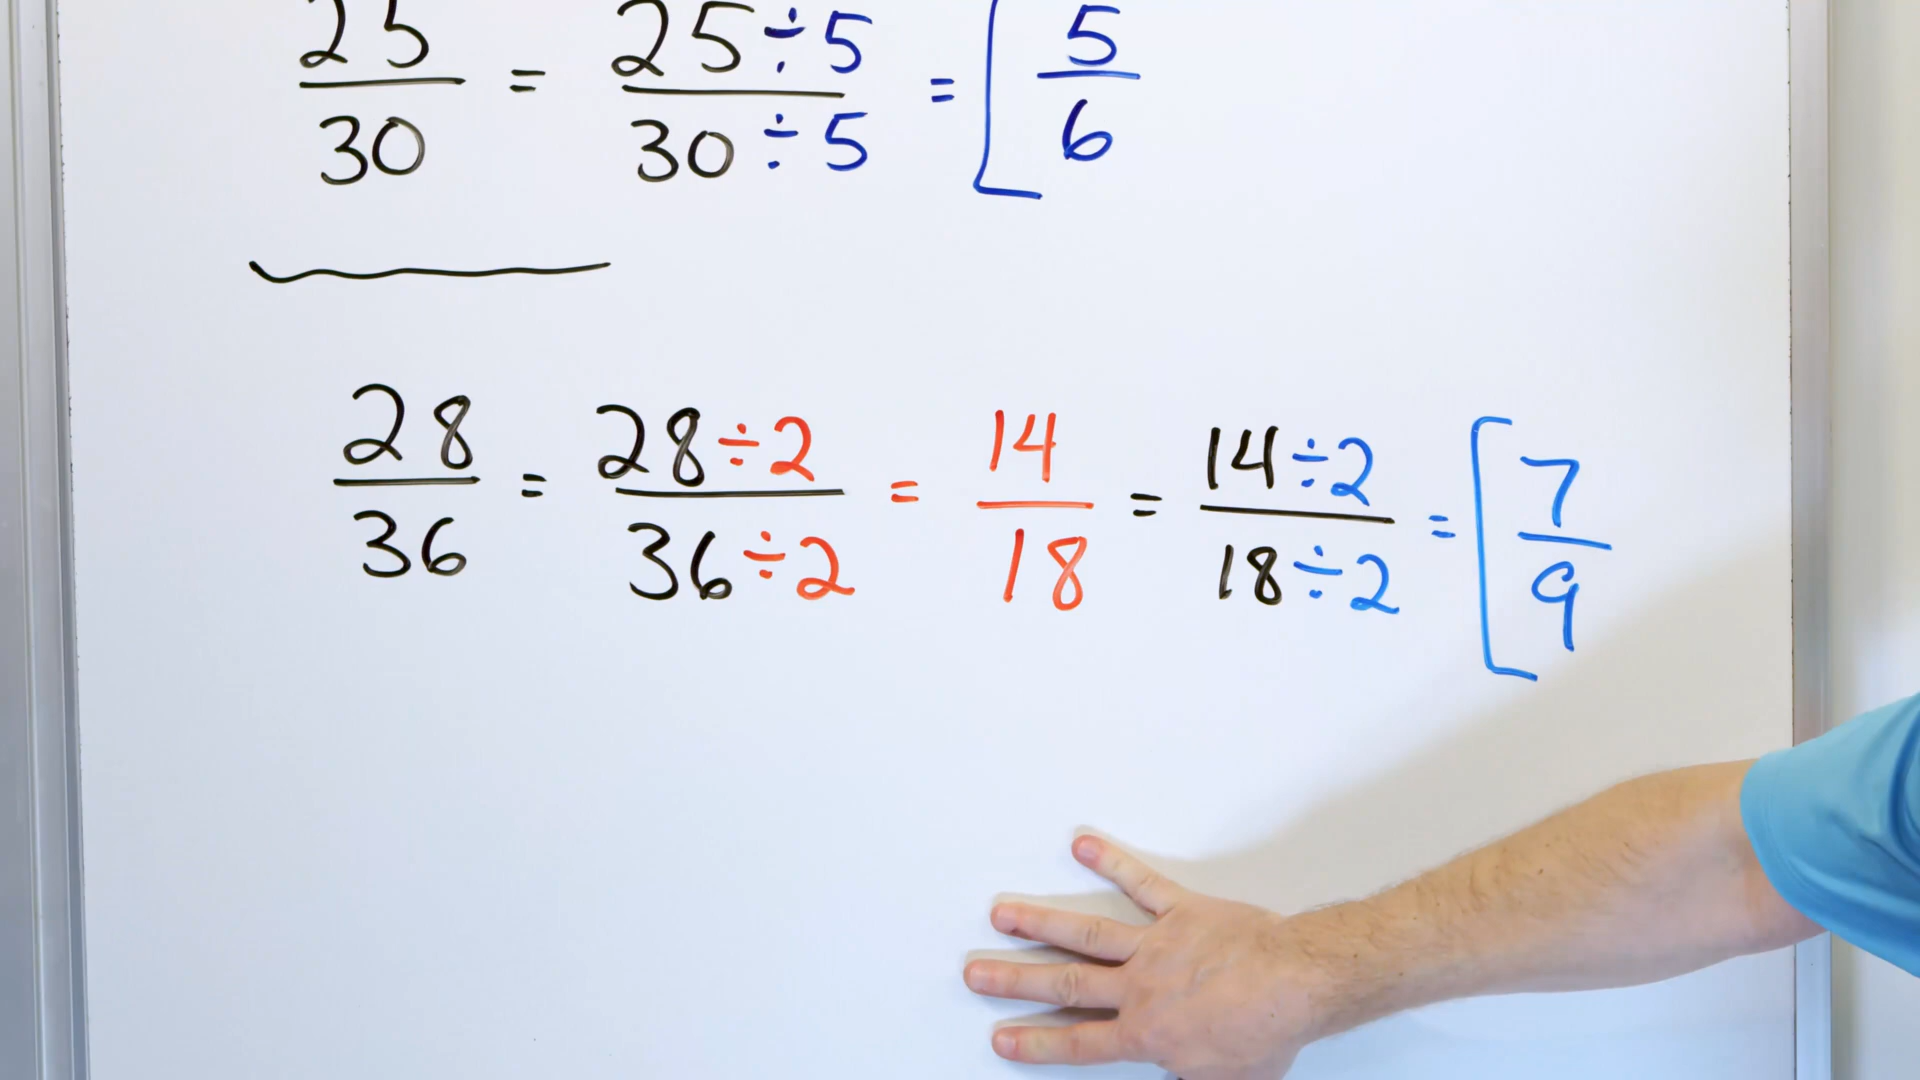 25/30 = 25÷5/30÷5 = [5/6
28/36 = 28÷2/36÷2 = 14/18 = 14÷2/18÷2 = [7/9